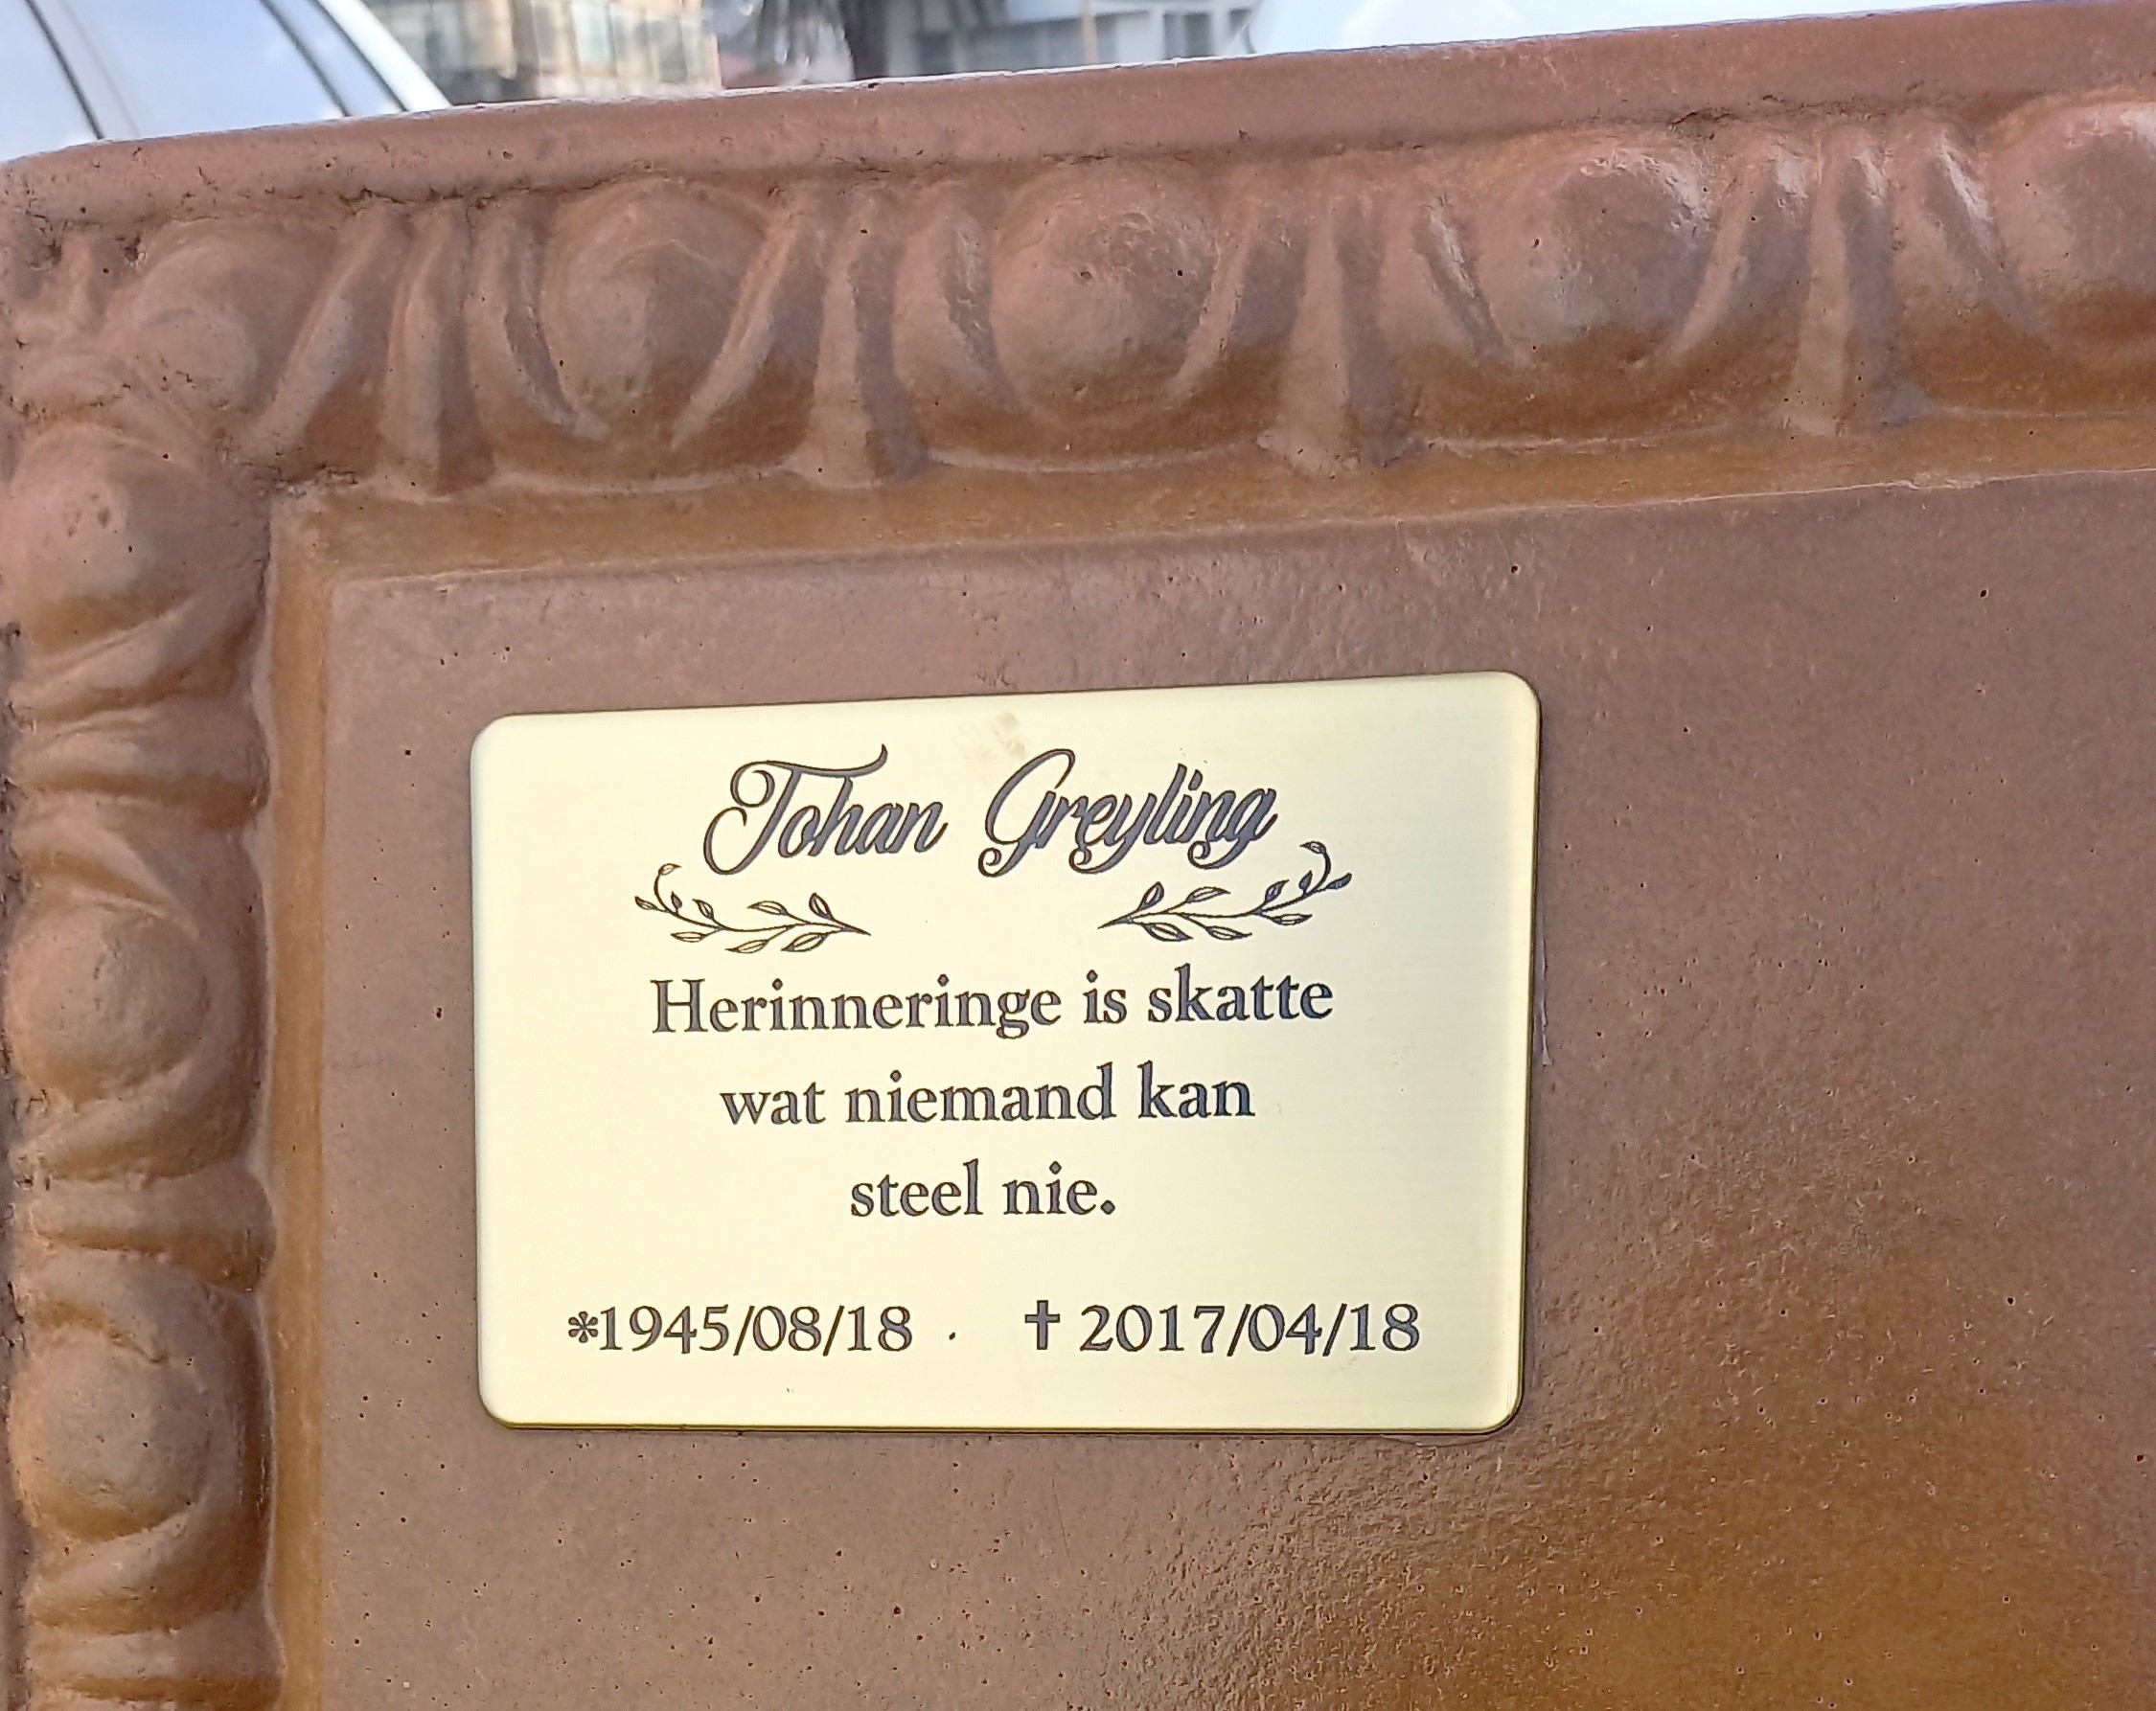 Johan Greyling
Herinneringe is skatte
wat niemand kan
steel nie.
*1945/08/18 · † 2017/04/18